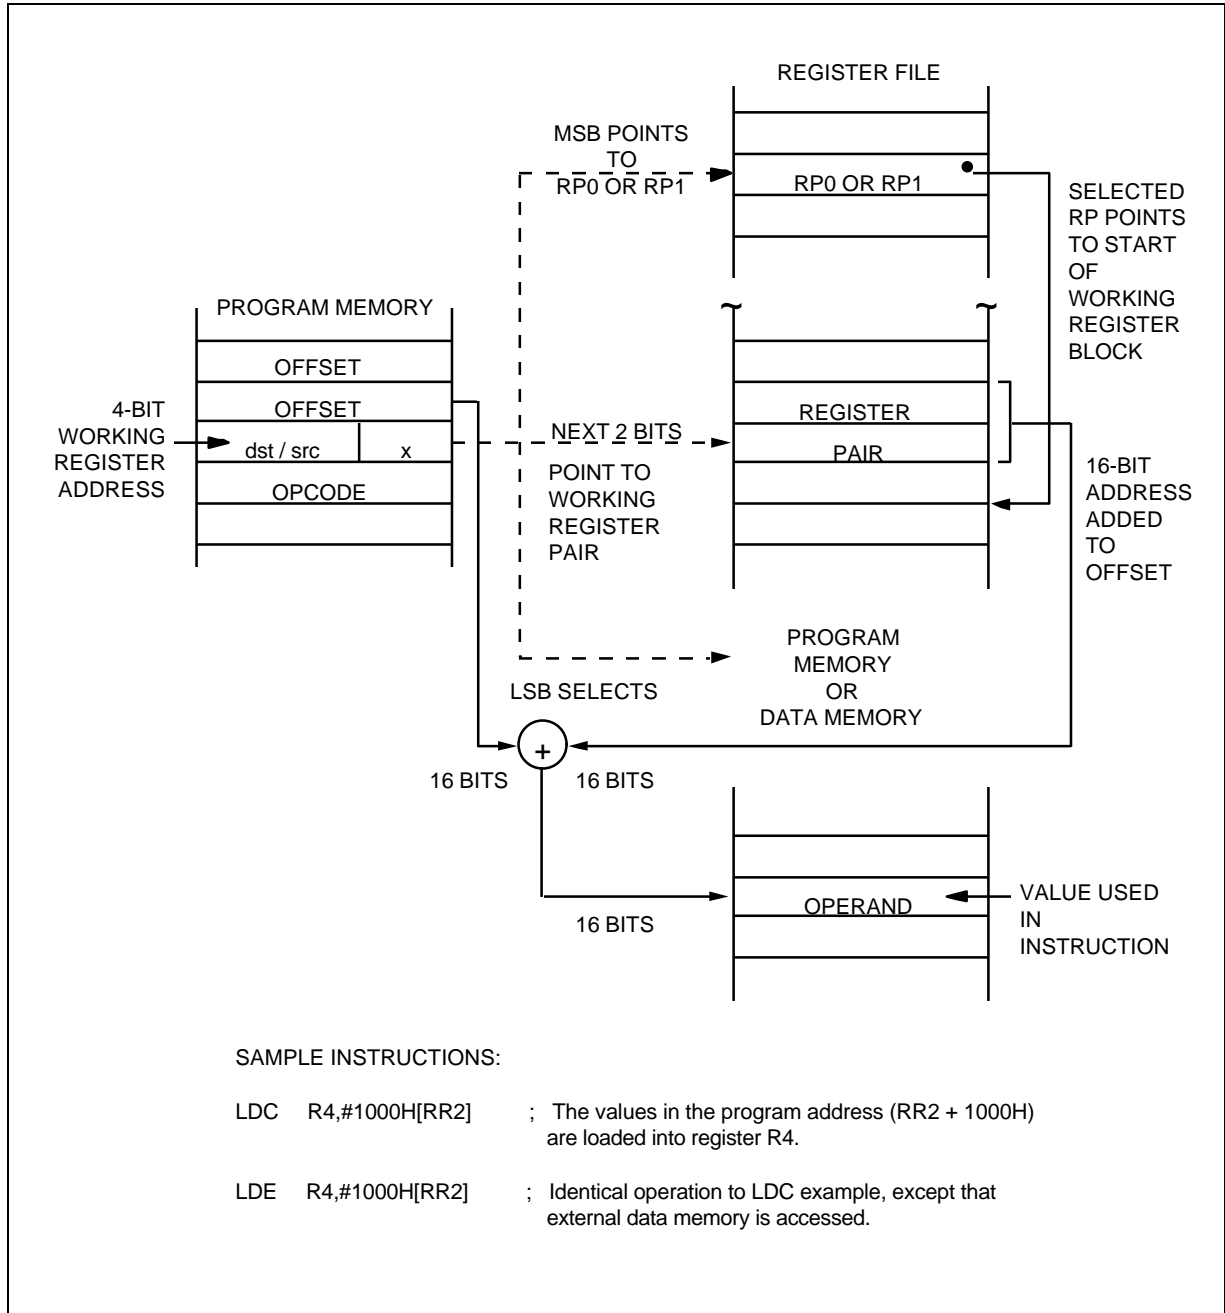 REGISTER FILE
MSB POINTS
TO
RP0 OR RP1
RP0 OR RP1
SELECTED
RP POINTS
TO START
OF
WORKING
REGISTER
BLOCK
~ ~
PROGRAM MEMORY
OFFSET
OFFSET
4-BIT
WORKING
REGISTER
ADDRESS
dst / src x
OPCODE
NEXT 2 BITS
POINT TO
WORKING
REGISTER
PAIR
REGISTER
PAIR
16-BIT
ADDRESS
ADDED
TO
OFFSET
PROGRAM
MEMORY
OR
DATA MEMORY
LSB SELECTS
+
16 BITS 16 BITS
16 BITS
OPERAND
VALUE USED
IN
INSTRUCTION
SAMPLE INSTRUCTIONS:
LDC R4,#1000H[RR2] ; The values in the program address (RR2 + 1000H)
are loaded into register R4.
LDE R4,#1000H[RR2] ; Identical operation to LDC example, except that
external data memory is accessed.